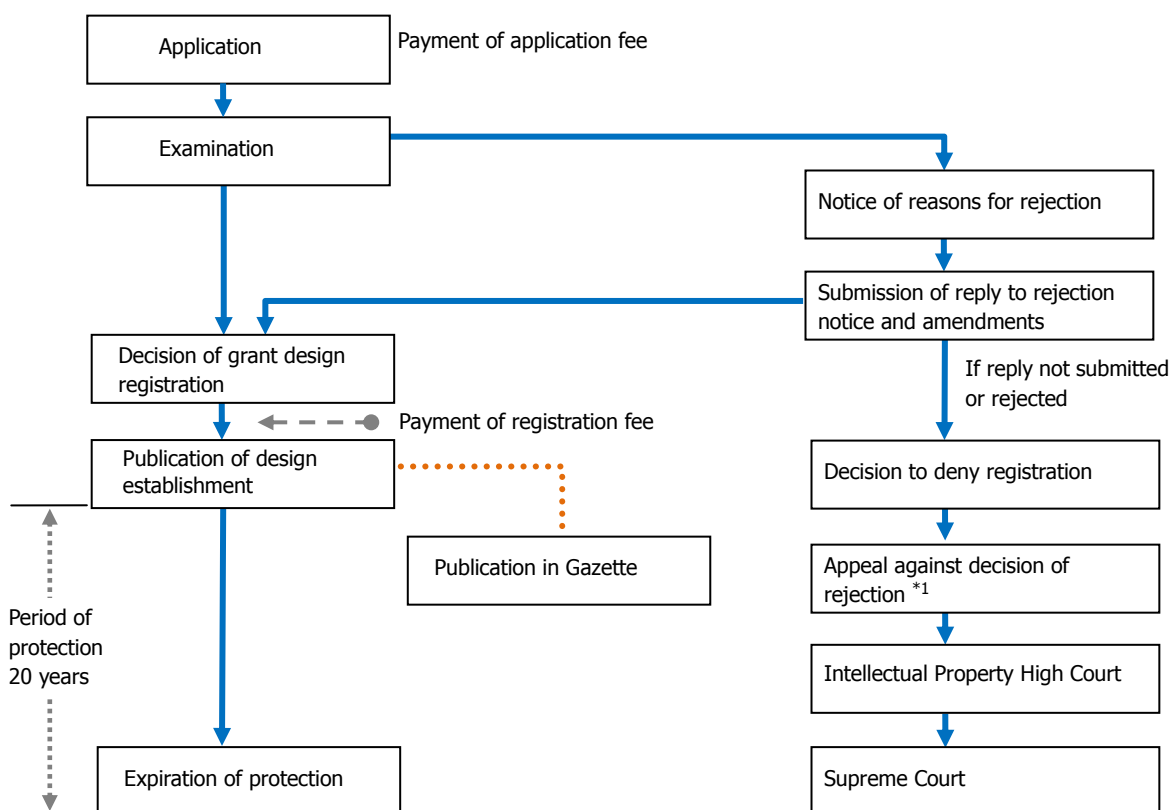 Application
Payment of application fee
Examination
Notice of reasons for rejection
Submission of reply to rejection
notice and amendments
Decision of grant design
registration
If reply not submitted
or rejected
Payment of registration fee
Publication of design
establishment
Decision to deny registration
Publication in Gazette
Appeal against decision of
rejection *1
Period of
protection
20 years
Intellectual Property High Court
Expiration of protection
Supreme Court